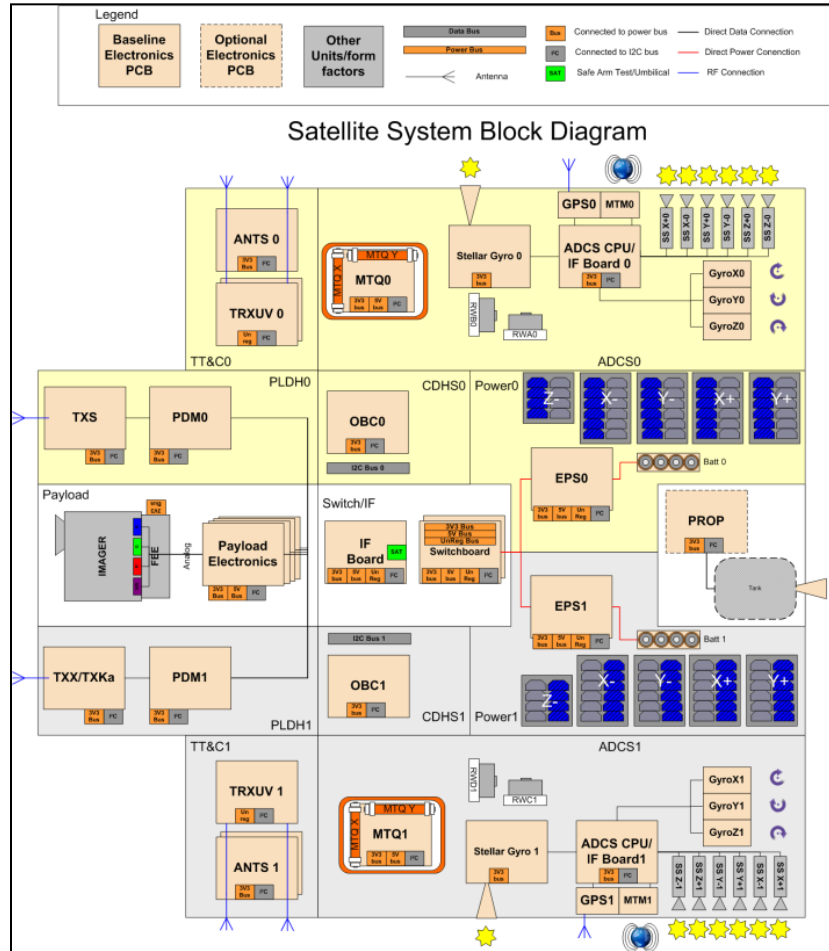 Legend
Baseline
Electronics
PCB
Optional
Electronics
PCB
Other
Units/form
factors
Data Bus
Power Bus
Antenna
Bus
Connected to power bus
I²C
Connected to I2C bus
SAT
Safe Arm Test/Umbilical
Direct Data Connection
Direct Power Conenction
RF Connection
Satellite System Block Diagram
ANTS 0
3V3 Bus
I²C
TRXUV 0
Un reg
I²C
TT&C0
MTQ X
MTQ Y
MTQ0
3V3 bus
5V bus
I²C
Stellar Gyro 0
3V3 bus
RWB0
RWA0
GPS0
MTM0
ADCS CPU/
IF Board 0
3V3 bus
I²C
SS X+0
SS X-0
SS Y+0
SS Y-0
SS Z+0
SS Z-0
GyroX0
GyroY0
GyroZ0
ADCS0
PLDH0
TXS
3V3 Bus
I²C
PDM0
3V3 Bus
I²C
CDHS0
OBC0
3V3 bus
I²C
I2C Bus 0
Power0
Z-
X-
Y-
X+
Y+
EPS0
3V3 bus
5V bus
Un Reg
I²C
Batt 0
Payload
IMAGER
FEE
3V3 Bus
Analog
Payload
Electronics
3V3 Bus
5V Bus
I²C
Switch/IF
IF
Board
SAT
3V3 bus
5V bus
Un Reg
I²C
3V3 Bus
5V Bus
UnReg Bus
Switchboard
3V3 bus
5V bus
Un Reg
I²C
PROP
3V3 bus
I²C
Tank
EPS1
3V3 bus
5V bus
Un Reg
I²C
Batt 1
TXX/TXKa
3V3 Bus
I²C
PDM1
3V3 Bus
I²C
PLDH1
I2C Bus 1
OBC1
3V3 bus
I²C
CDHS1
Power1
Z-
X-
Y-
X+
Y+
TT&C1
TRXUV 1
Un reg
I²C
ANTS 1
3V3 Bus
I²C
ADCS1
MTQ X
MTQ Y
MTQ1
3V3 bus
5V bus
I²C
RWD1
RWC1
Stellar Gyro 1
3V3 bus
ADCS CPU/
IF Board1
3V3 bus
I²C
GPS1
MTM1
GyroX1
GyroY1
GyroZ1
SS Z-1
SS Z+1
SS Y-1
SS Y+1
SS X-1
SS X+1